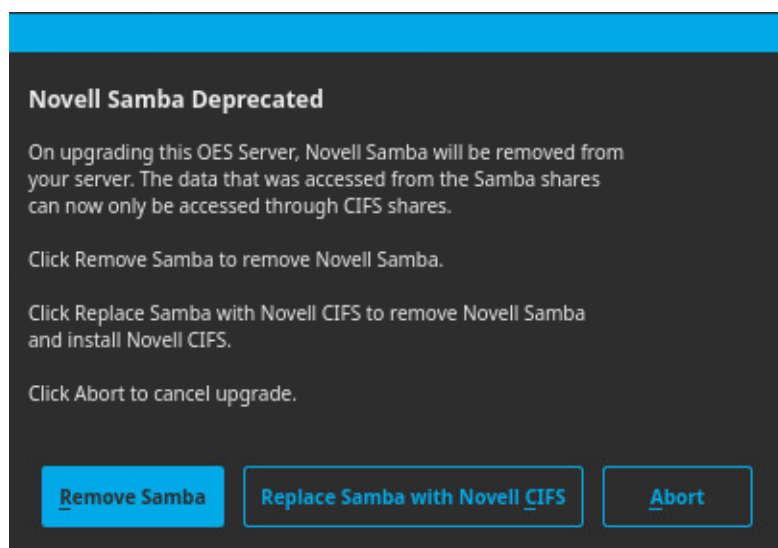 Novell Samba Deprecated
On upgrading this OES Server, Novell Samba will be removed from
your server. The data that was accessed from the Samba shares
can now only be accessed through CIFS shares.
Click Remove Samba to remove Novell Samba.
Click Replace Samba with Novell CIFS to remove Novell Samba
and install Novell CIFS.
Click Abort to cancel upgrade.
Remove Samba
Replace Samba with Novell CIFS
Abort